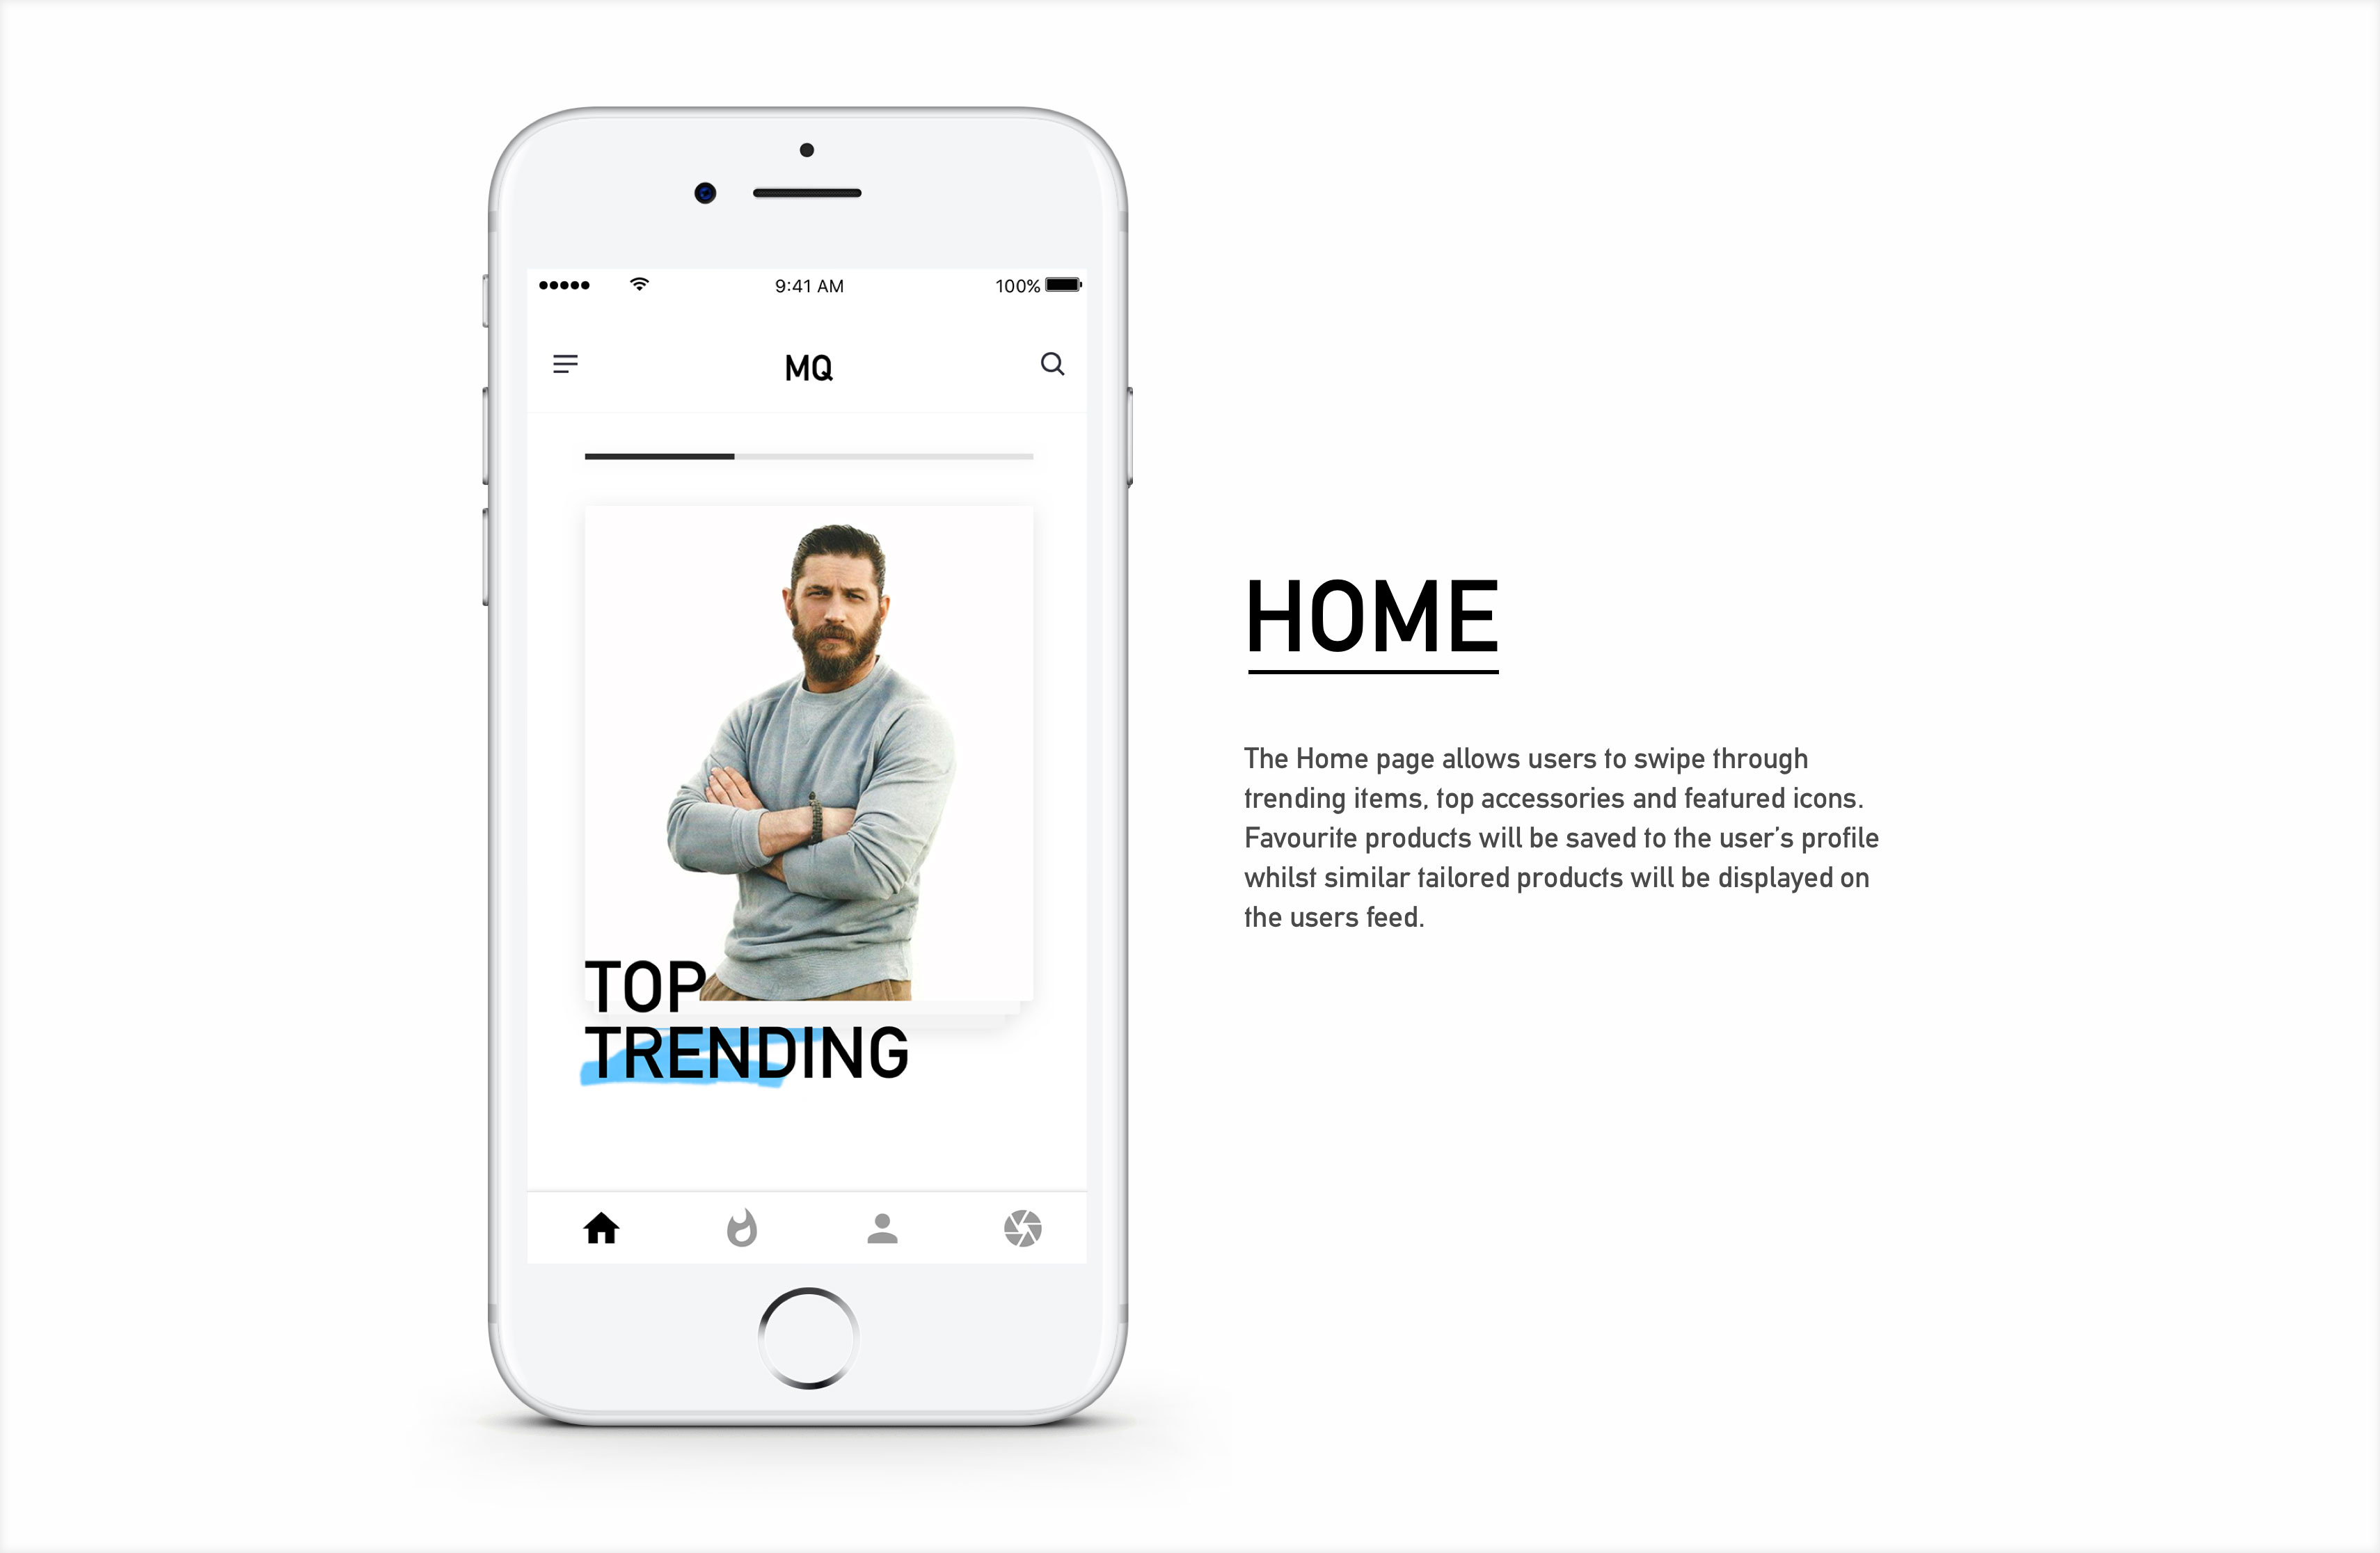 9:41 AM
100%
MQ
TOP
TRENDING
HOME
The Home page allows users to swipe through
trending items, top accessories and featured icons.
Favourite products will be saved to the user’s profile
whilst similar tailored products will be displayed on
the users feed.